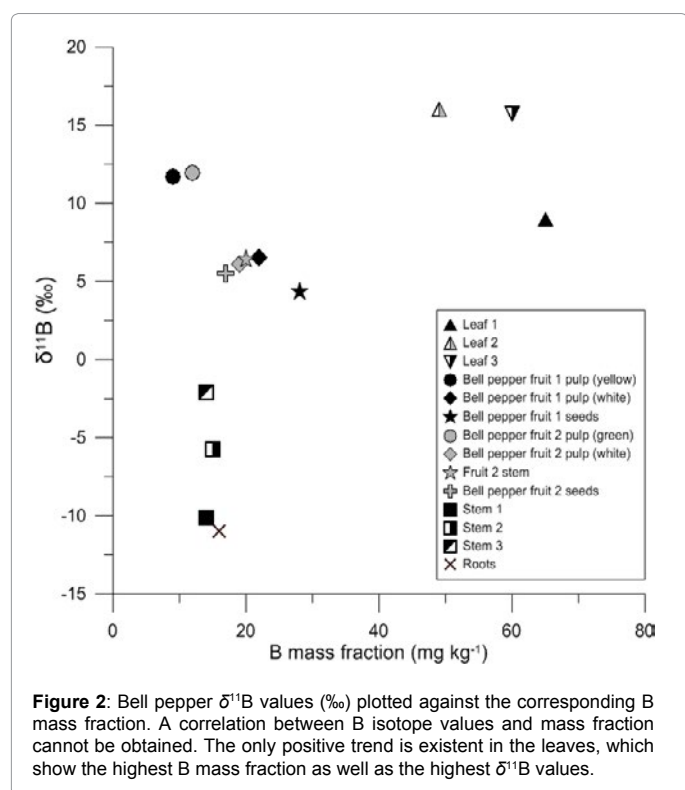 20
15
10
5
0
-5
-10
-15
δ¹¹B (‰)
Leaf 1
Leaf 2
Leaf 3
Bell pepper fruit 1 pulp (yellow)
Bell pepper fruit 1 pulp (white)
Bell pepper fruit 1 seeds
Bell pepper fruit 2 pulp (green)
Bell pepper fruit 2 pulp (white)
Fruit 2 stem
Bell pepper fruit 2 seeds
Stem 1
Stem 2
Stem 3
Roots
0 20 40 60 80
B mass fraction (mg kg⁻¹)
Figure 2: Bell pepper δ¹¹B values (‰) plotted against the corresponding B
mass fraction. A correlation between B isotope values and mass fraction
cannot be obtained. The only positive trend is existent in the leaves, which
show the highest B mass fraction as well as the highest δ¹¹B values.